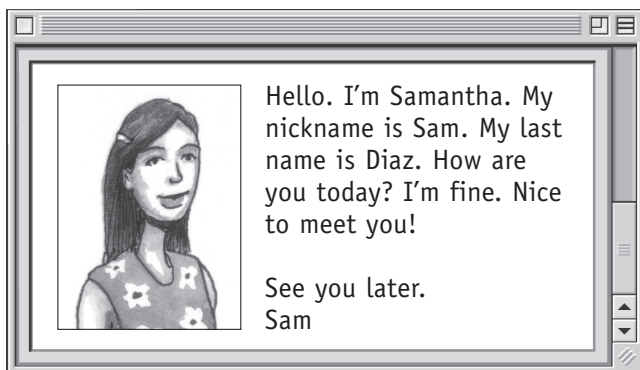 Hello. I'm Samantha. My
nickname is Sam. My last
name is Diaz. How are
you today? I'm fine. Nice
to meet you!
See you later.
Sam